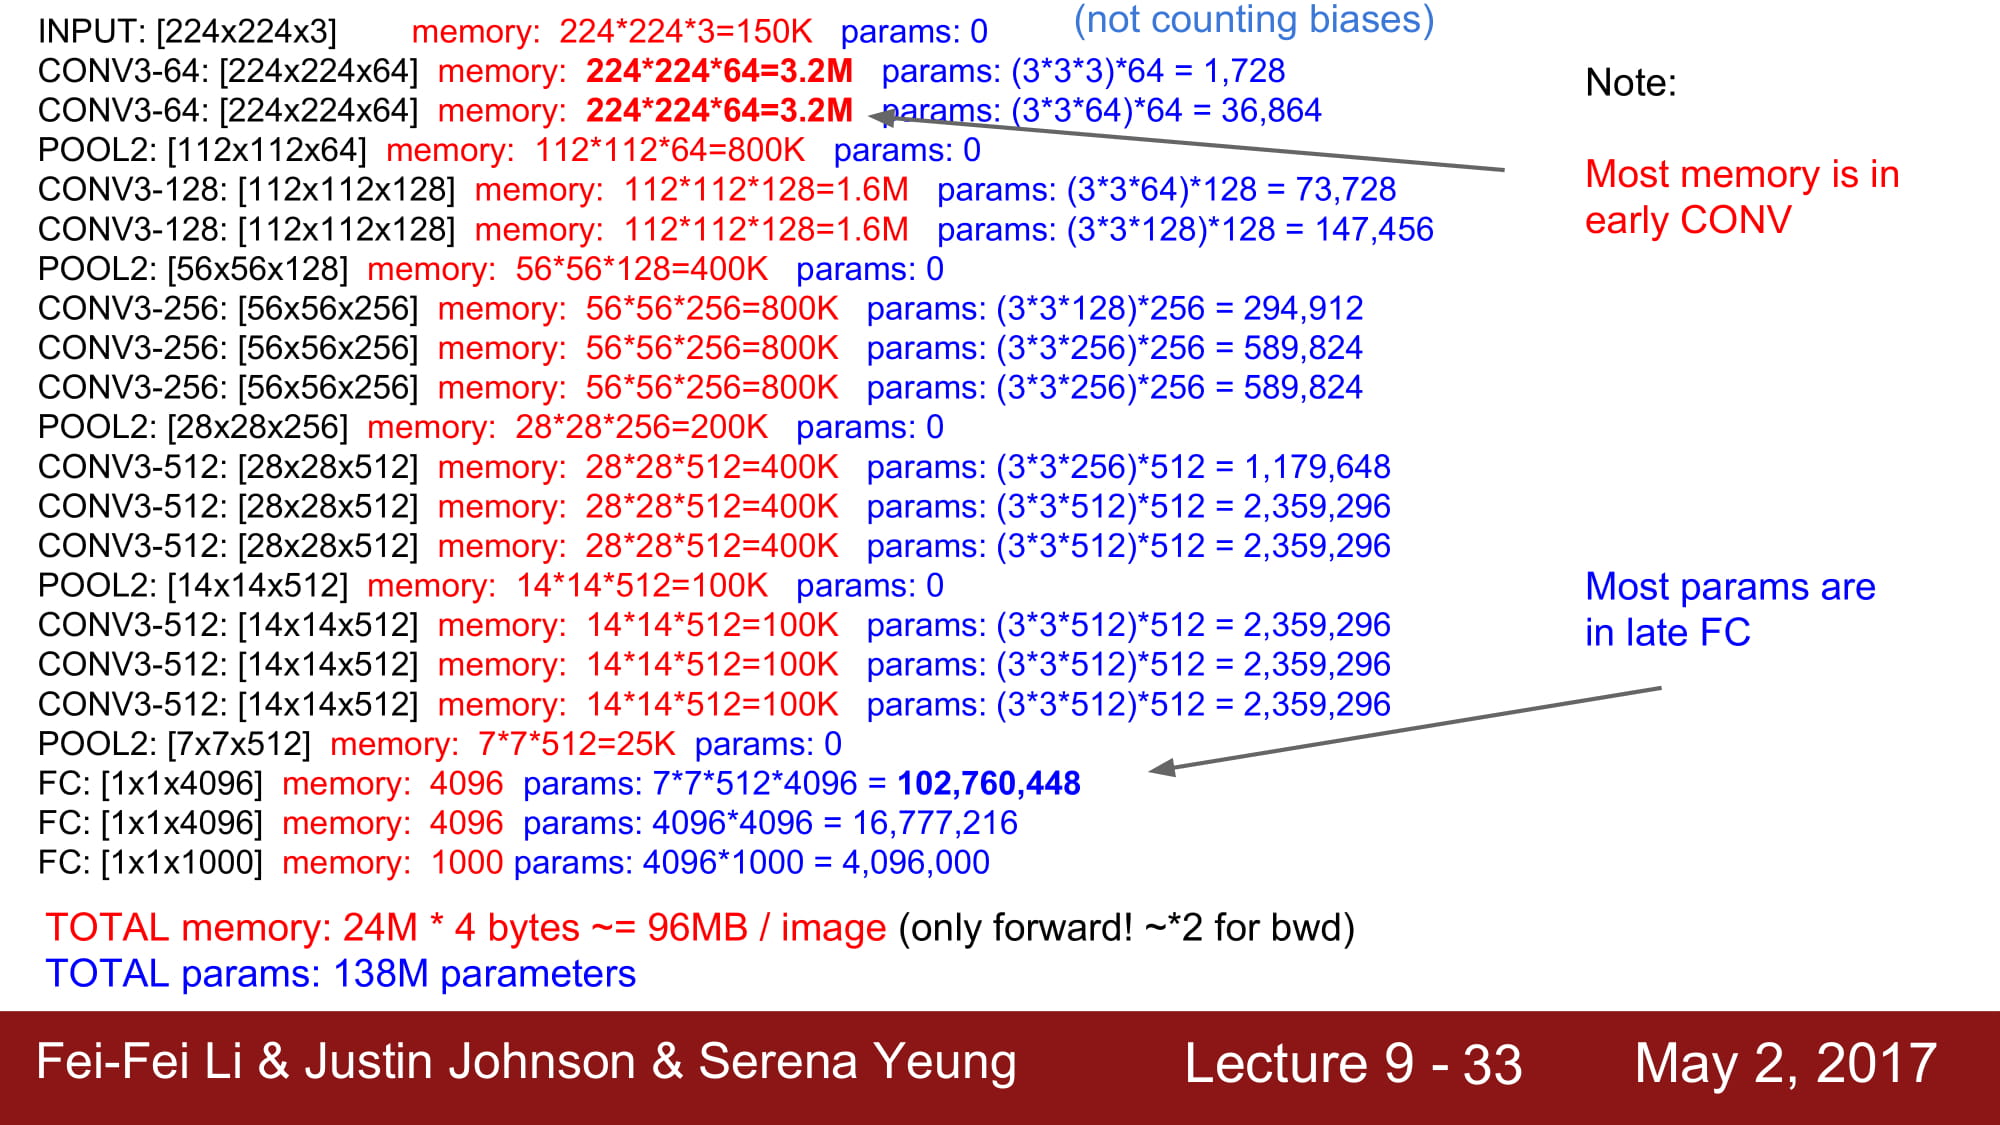 (not counting biases)
INPUT: [224x224x3] memory: 224*224*3=150K params: 0
CONV3-64: [224x224x64] memory: 224*224*64=3.2M params: (3*3*3)*64 = 1,728
CONV3-64: [224x224x64] memory: 224*224*64=3.2M params: (3*3*64)*64 = 36,864
POOL2: [112x112x64] memory: 112*112*64=800K params: 0
CONV3-128: [112x112x128] memory: 112*112*128=1.6M params: (3*3*64)*128 = 73,728
CONV3-128: [112x112x128] memory: 112*112*128=1.6M params: (3*3*128)*128 = 147,456
POOL2: [56x56x128] memory: 56*56*128=400K params: 0
CONV3-256: [56x56x256] memory: 56*56*256=800K params: (3*3*128)*256 = 294,912
CONV3-256: [56x56x256] memory: 56*56*256=800K params: (3*3*256)*256 = 589,824
CONV3-256: [56x56x256] memory: 56*56*256=800K params: (3*3*256)*256 = 589,824
POOL2: [28x28x256] memory: 28*28*256=200K params: 0
CONV3-512: [28x28x512] memory: 28*28*512=400K params: (3*3*256)*512 = 1,179,648
CONV3-512: [28x28x512] memory: 28*28*512=400K params: (3*3*512)*512 = 2,359,296
CONV3-512: [28x28x512] memory: 28*28*512=400K params: (3*3*512)*512 = 2,359,296
POOL2: [14x14x512] memory: 14*14*512=100K params: 0
CONV3-512: [14x14x512] memory: 14*14*512=100K params: (3*3*512)*512 = 2,359,296
CONV3-512: [14x14x512] memory: 14*14*512=100K params: (3*3*512)*512 = 2,359,296
CONV3-512: [14x14x512] memory: 14*14*512=100K params: (3*3*512)*512 = 2,359,296
POOL2: [7x7x512] memory: 7*7*512=25K params: 0
FC: [1x1x4096] memory: 4096 params: 7*7*512*4096 = 102,760,448
FC: [1x1x4096] memory: 4096 params: 4096*4096 = 16,777,216
FC: [1x1x1000] memory: 1000 params: 4096*1000 = 4,096,000
Note:
Most memory is in
early CONV
Most params are
in late FC
TOTAL memory: 24M * 4 bytes ~= 96MB / image (only forward! ~*2 for bwd)
TOTAL params: 138M parameters
Fei-Fei Li & Justin Johnson & Serena Yeung Lecture 9 - 33 May 2, 2017